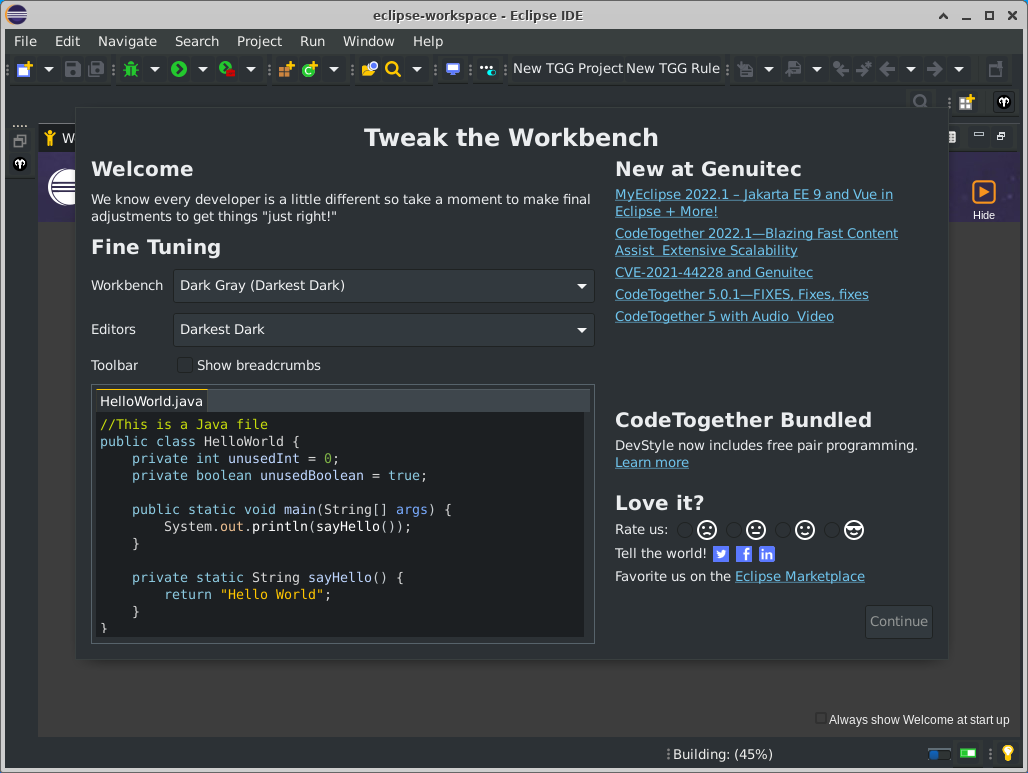 eclipse-workspace - Eclipse IDE
File Edit Navigate Search Project Run Window Help
New TGG Project New TGG Rule
W
Tweak the Workbench
Welcome
We know every developer is a little different so take a moment to make final
adjustments to get things "just right!"
Fine Tuning
Workbench Dark Gray (Darkest Dark)
Editors Darkest Dark
Toolbar Show breadcrumbs
HelloWorld.java
//This is a Java file
public class HelloWorld {
    private int unusedInt = 0;
    private boolean unusedBoolean = true;
    public static void main(String[] args) {
        System.out.println(sayHello());
    }
    private static String sayHello() {
        return "Hello World";
    }
}
New at Genuitec
MyEclipse 2022.1 – Jakarta EE 9 and Vue in
Eclipse + More!
CodeTogether 2022.1—Blazing Fast Content
Assist  Extensive Scalability
CVE-2021-44228 and Genuitec
CodeTogether 5.0.1—FIXES, Fixes, fixes
CodeTogether 5 with Audio  Video
CodeTogether Bundled
DevStyle now includes free pair programming.
Learn more
Love it?
Rate us:
Tell the world!
Favorite us on the Eclipse Marketplace
Continue
Hide
Always show Welcome at start up
Building: (45%)